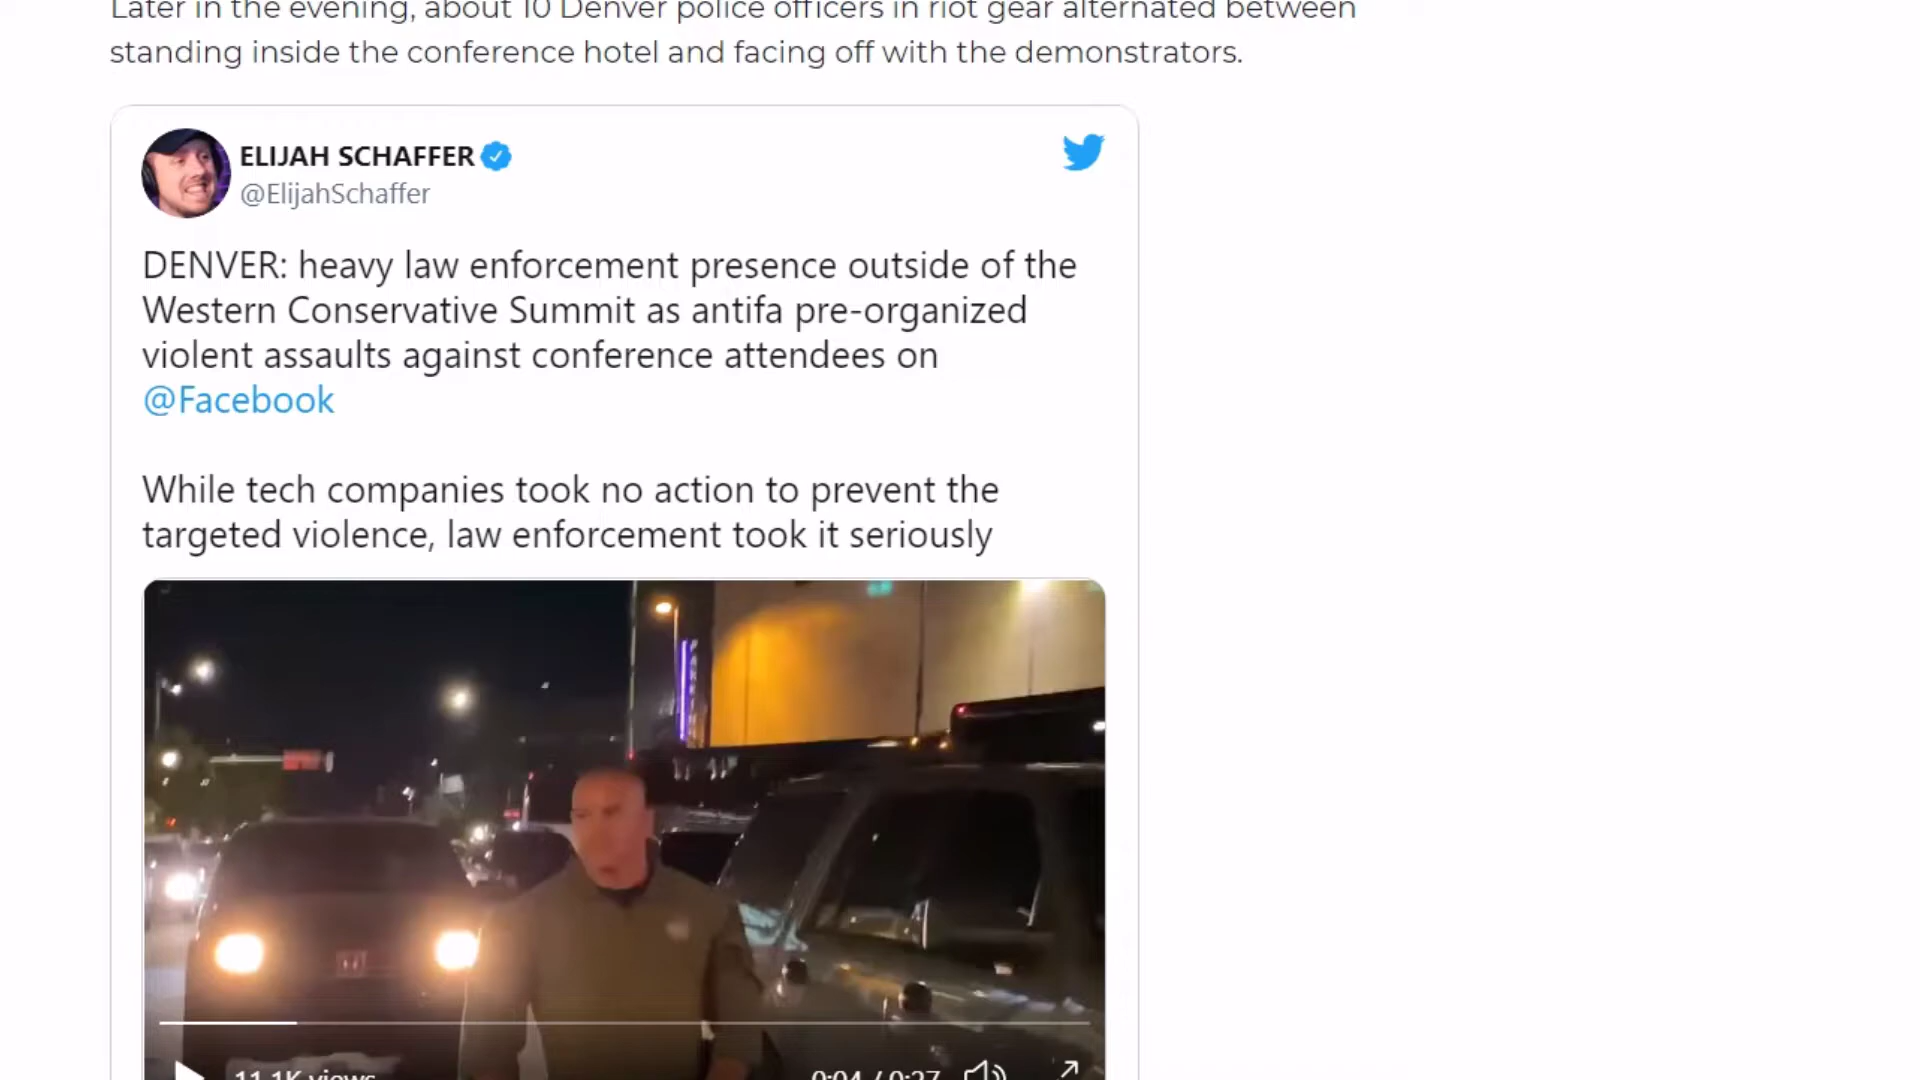 Later in the evening, about 10 Denver police officers in riot gear alternated between
standing inside the conference hotel and facing off with the demonstrators.
ELIJAH SCHAFFER
@ElijahSchaffer
DENVER: heavy law enforcement presence outside of the
Western Conservative Summit as antifa pre-organized
violent assaults against conference attendees on
@Facebook
While tech companies took no action to prevent the
targeted violence, law enforcement took it seriously
11.1K views
0:04 / 0:27